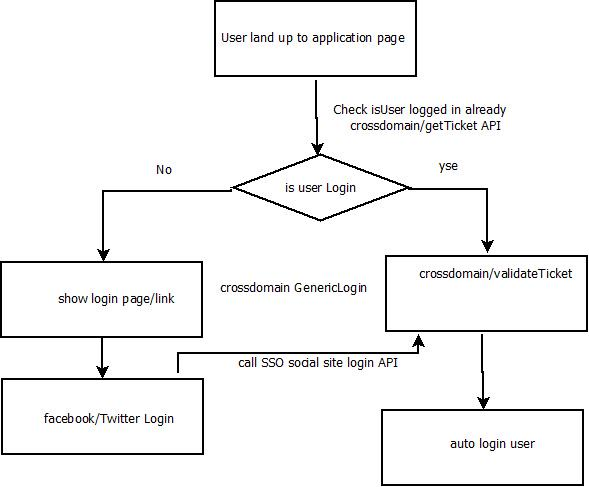 User land up to application page
Check isUser logged in already
crossdomain/getTicket API
No
yse
is user Login
crossdomain/validateTicket
crossdomain GenericLogin
show login page/link
call SSO social site login API
facebook/Twitter Login
auto login user